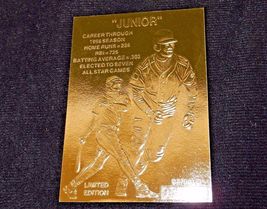 "JUNIOR"
CAREER THROUGH
1996 SEASON
HOME RUNS = 238
RBI = 725
BATTING AVERAGE = .302
ELECTED TO SEVEN
ALL STAR GAMES
LIMITED
EDITION